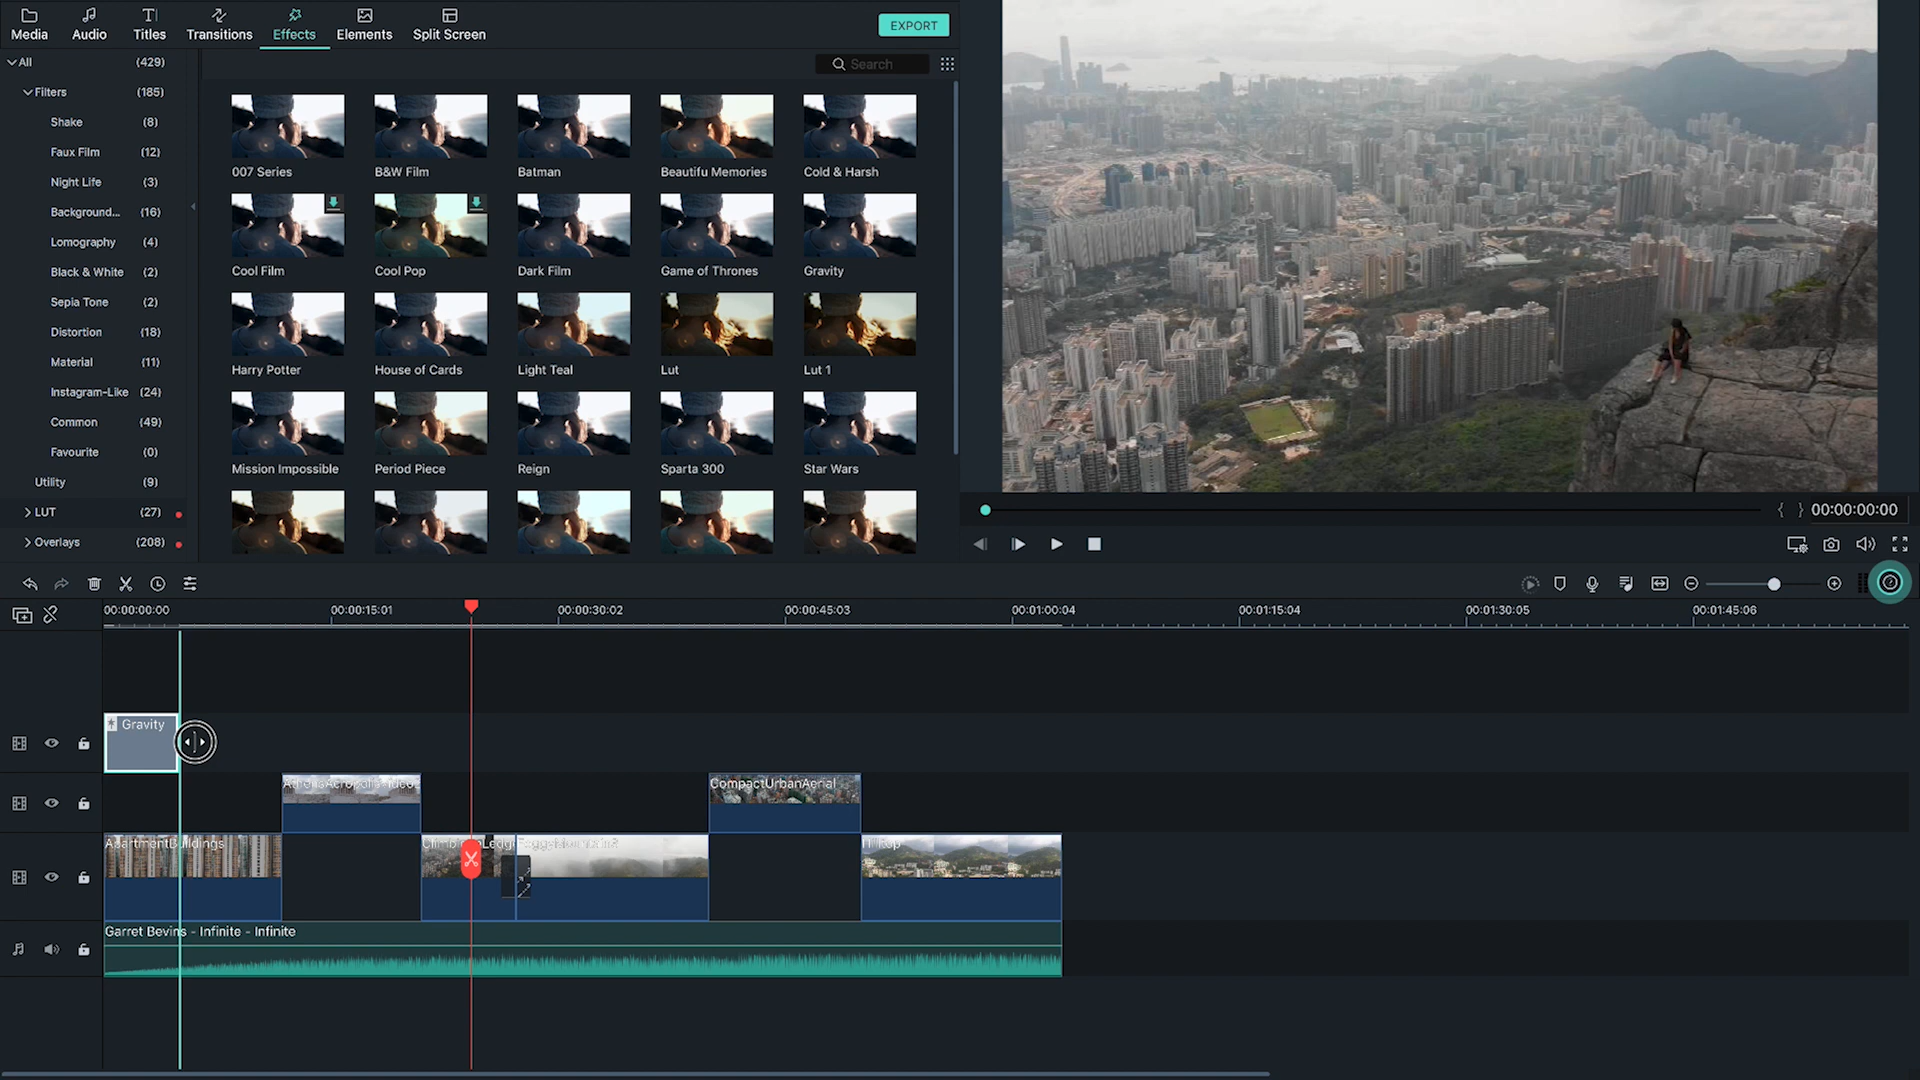 Media Audio Titles Transitions Effects Elements Split Screen EXPORT
All (429)
Search
Filters (185)
Shake (8)
Faux Film (12)
Night Life (3)
Background... (16)
Lomography (4)
Black & White (2)
Sepia Tone (2)
Distortion (18)
Material (11)
Instagram-Like (24)
Common (49)
Favourite (0)
Utility (9)
LUT (27)
Overlays (208)
007 Series B&W Film Batman Beautifu Memories Cold & Harsh
Cool Film Cool Pop Dark Film Game of Thrones Gravity
Harry Potter House of Cards Light Teal Lut Lut 1
Mission Impossible Period Piece Reign Sparta 300 Star Wars
{ } 00:00:00:00
00:00:00:00 00:00:15:01 00:00:30:02 00:00:45:03 00:01:00:04 00:01:15:04 00:01:30:05 00:01:45:06
Gravity
CompactUrbanAerial
ApartmentBuildings
Hilltop
Garret Bevins - Infinite - Infinite